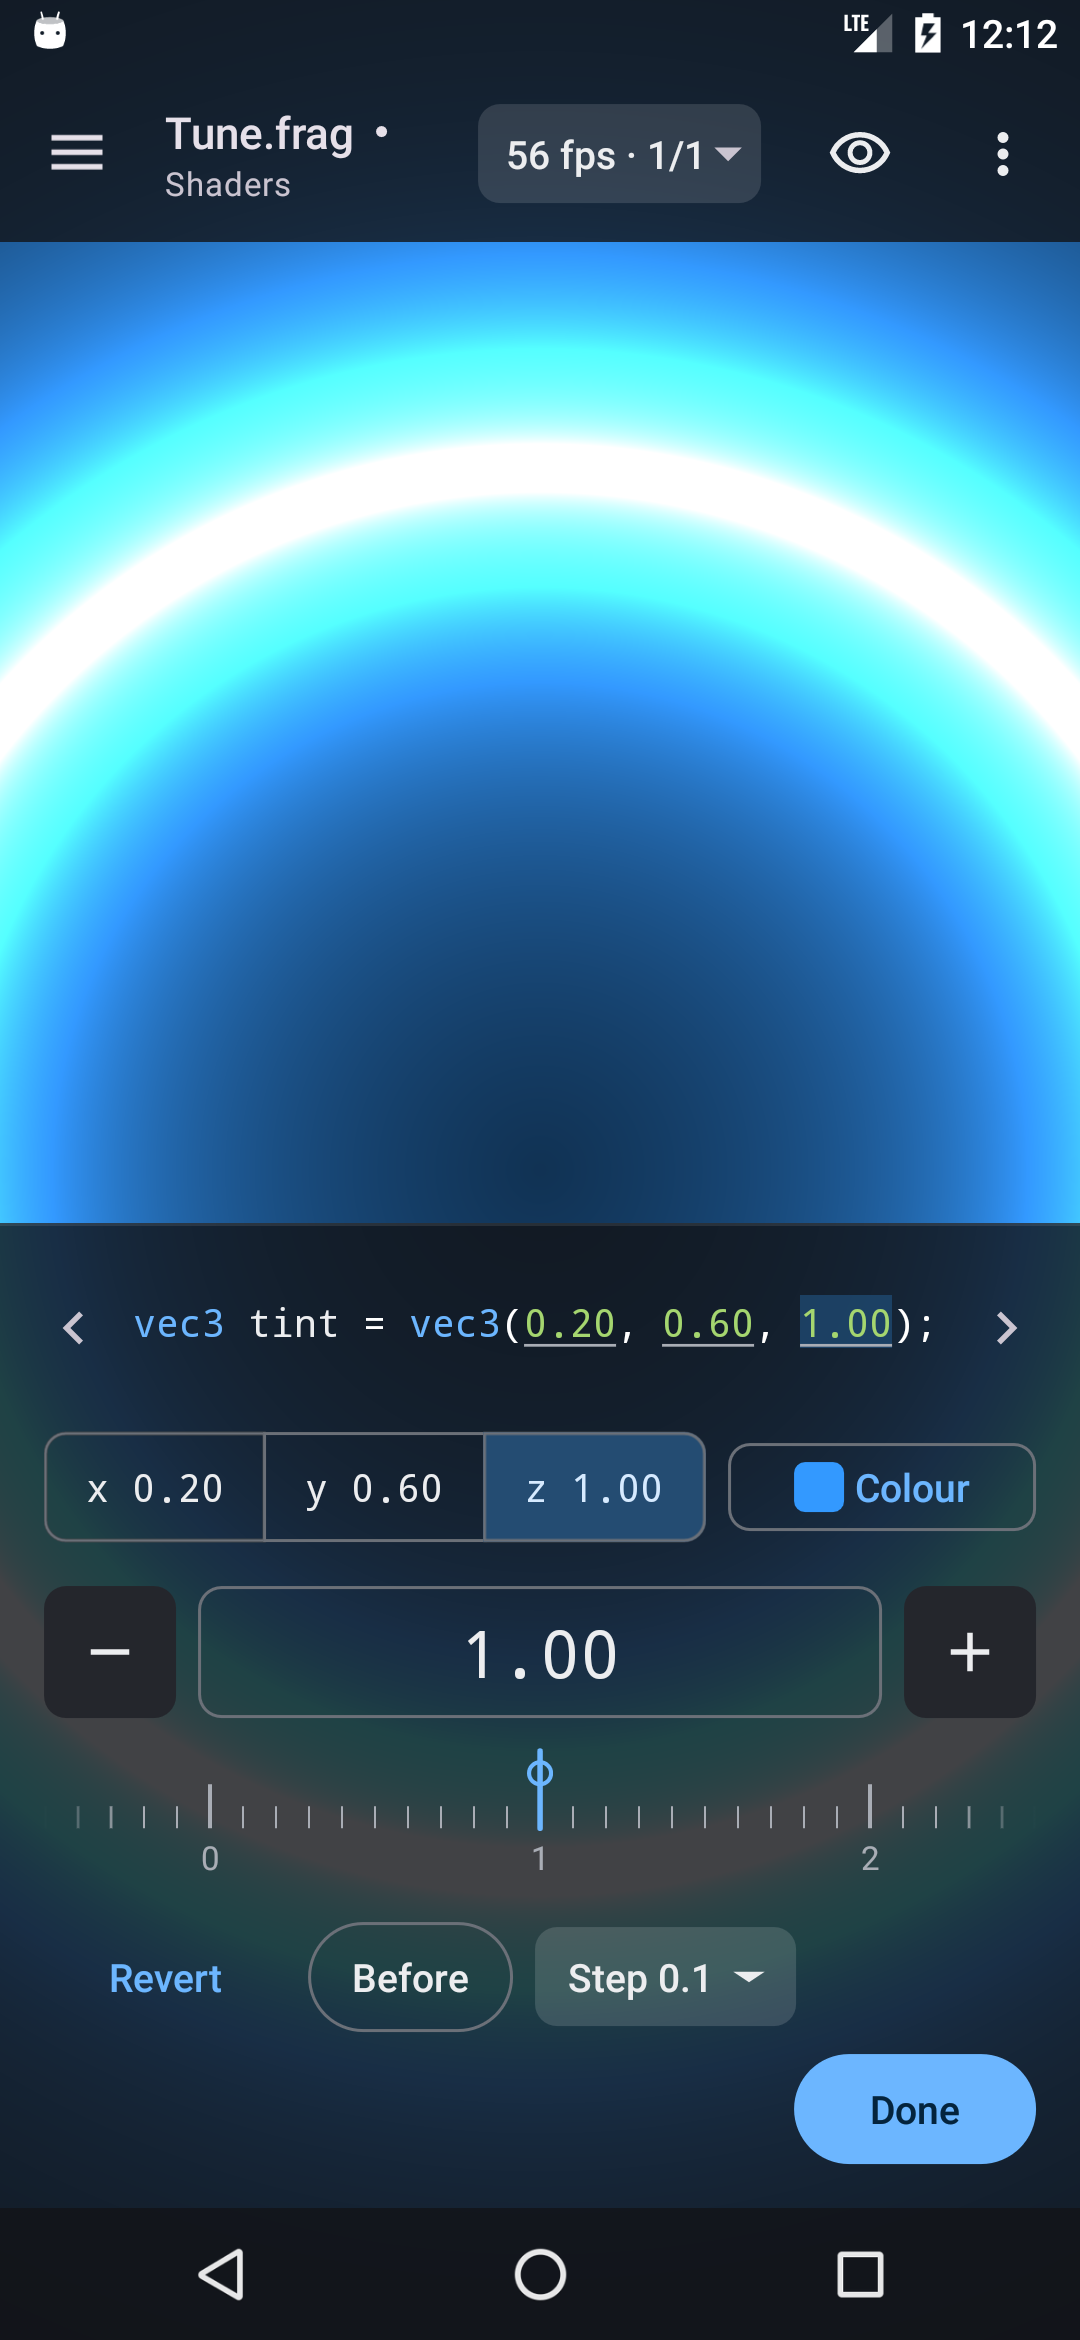 LTE 12:12
Tune.frag •
Shaders
56 fps · 1/1
vec3 tint = vec3(0.20, 0.60, 1.00);
x 0.20 y 0.60 z 1.00 Colour
− 1.00 +
0 1 2
Revert Before Step 0.1
Done